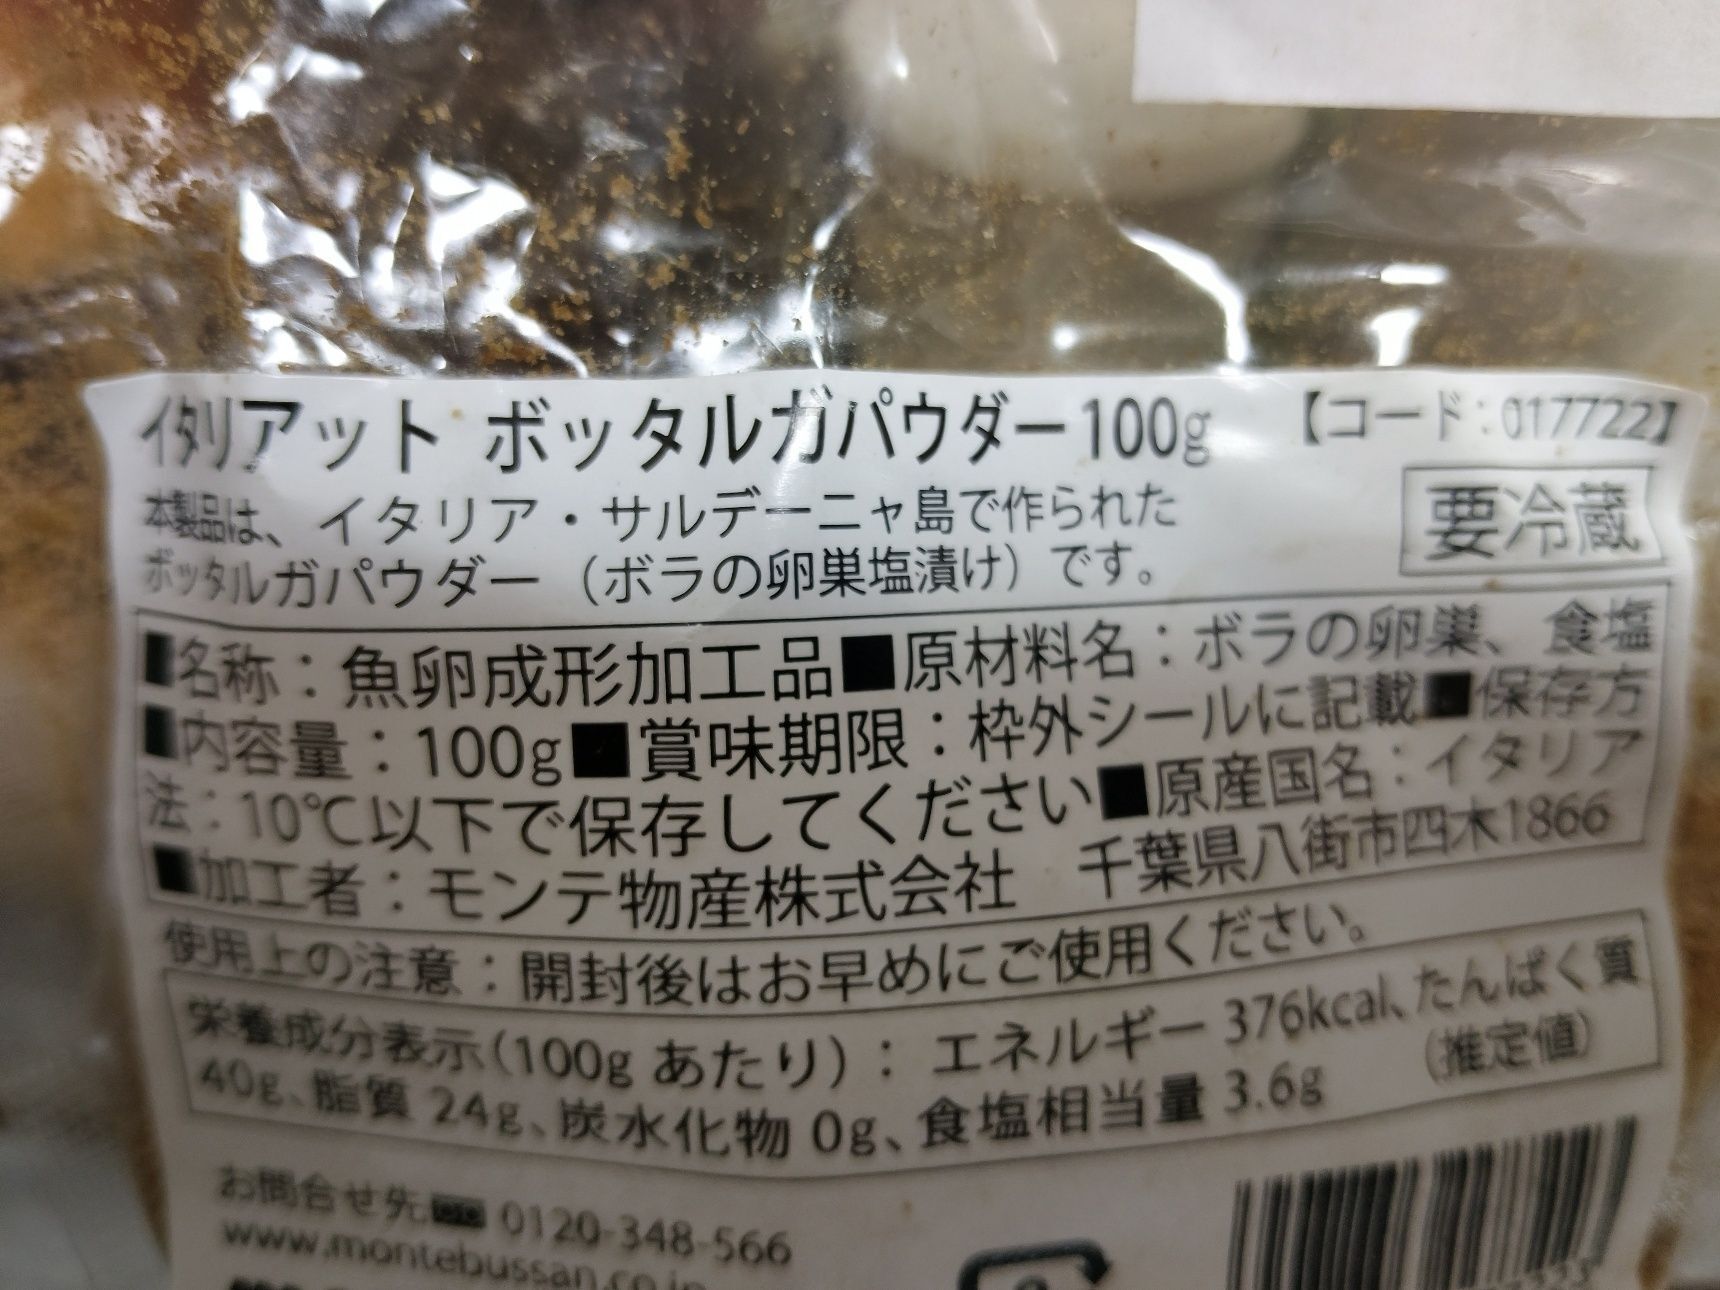 イタリアット ボッタルガパウダー100g 【コード:017722】
本製品は、イタリア・サルデーニャ島で作られた
ボッタルガパウダー（ボラの卵巣塩漬け）です。
要冷蔵
■名称：魚卵成形加工品■原材料名：ボラの卵巣、食塩
■内容量：100g■賞味期限：枠外シールに記載■保存方
法：10℃以下で保存してください■原産国名：イタリア
■加工者：モンテ物産株式会社 千葉県八街市四木1866
使用上の注意：開封後はお早めにご使用ください。
栄養成分表示(100g あたり)：エネルギー 376kcal、たんぱく質
40g、脂質 24g、炭水化物 0g、食塩相当量 3.6g (推定値)
お問合せ先 0120-348-566
www.montebussan.co.jp